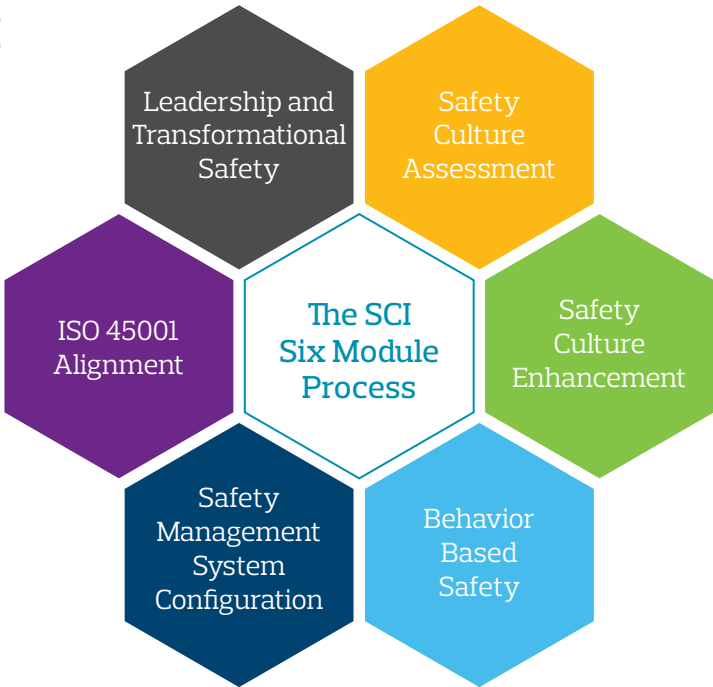 Leadership and
Transformational
Safety
Safety
Culture
Assessment
ISO 45001
Alignment
The SCI
Six Module
Process
Safety
Culture
Enhancement
Safety
Management
System
Configuration
Behavior
Based
Safety